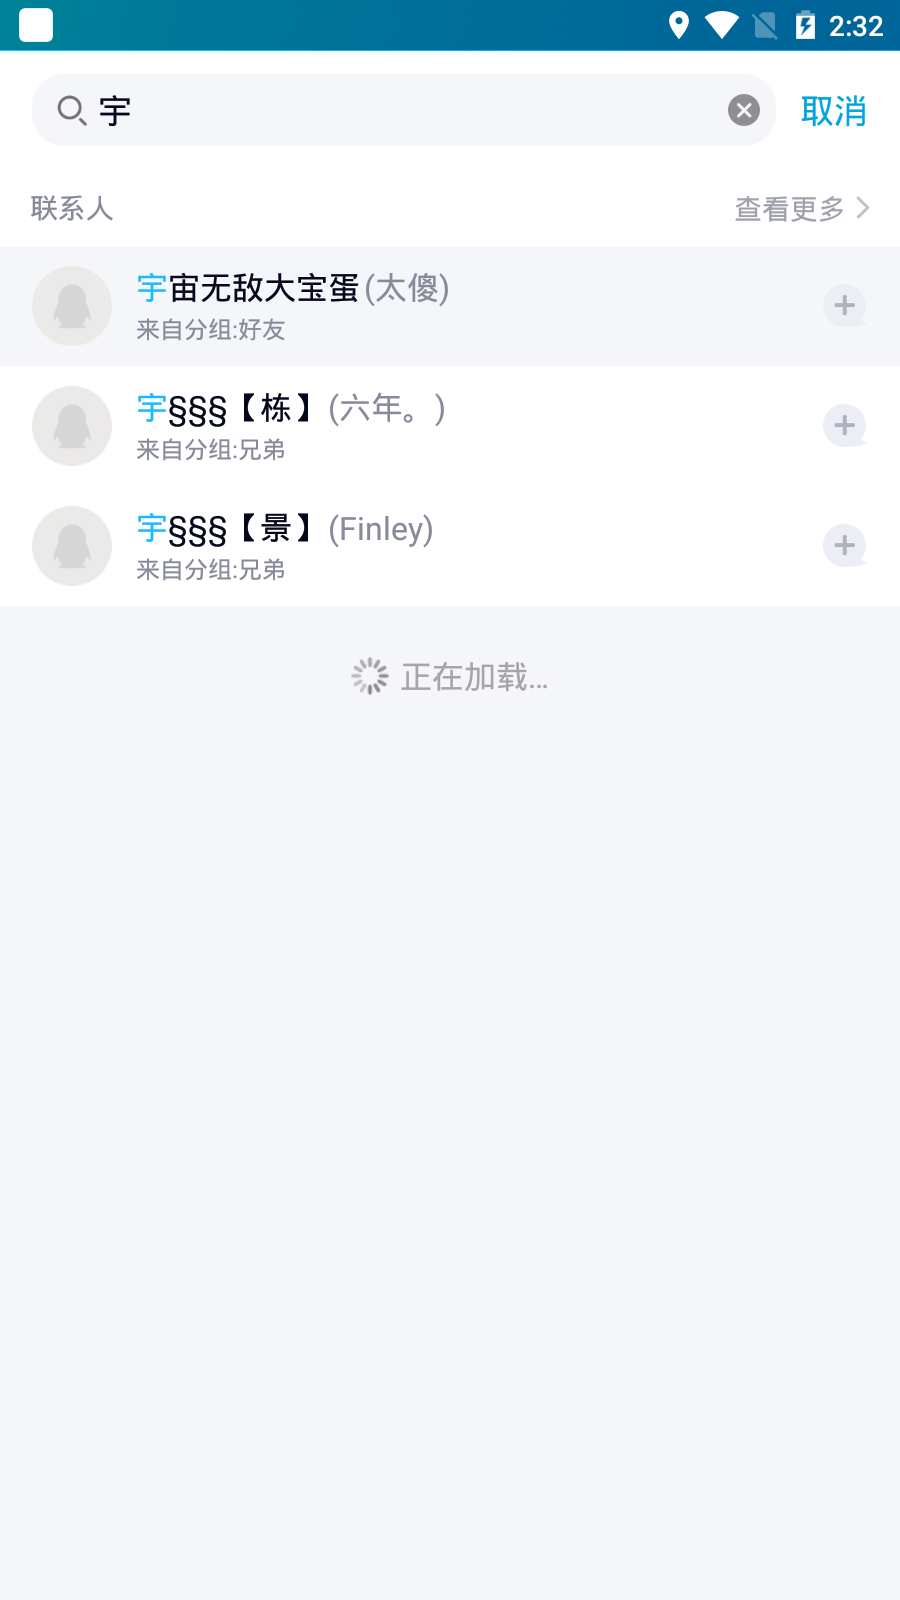 2:32
宇
取消
联系人
查看更多
宇宙无敌大宝蛋(太傻)
来自分组:好友
宇§§§【栋】(六年。)
来自分组:兄弟
宇§§§【景】(Finley)
来自分组:兄弟
正在加载...